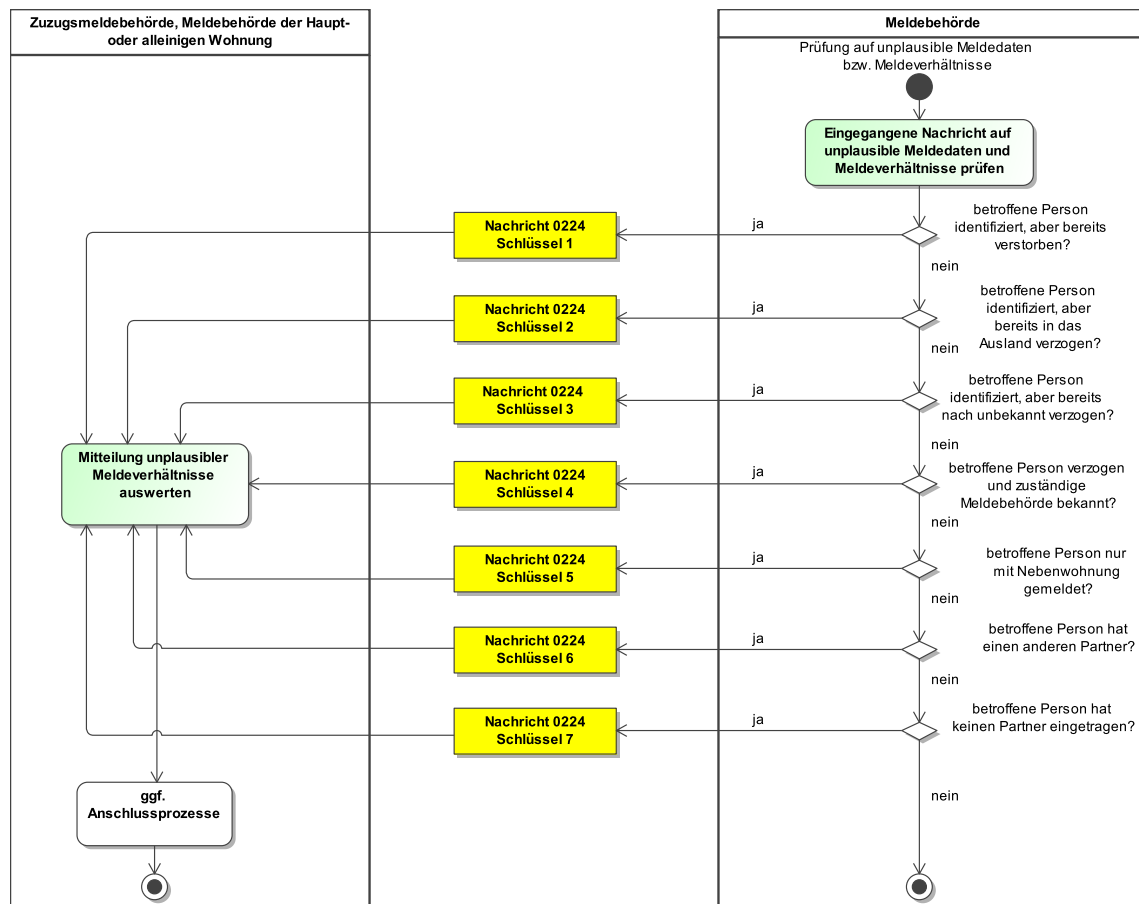 Zuzugsmeldebehörde, Meldebehörde der Haupt-
oder alleinigen Wohnung
Meldebehörde
Prüfung auf unplausible Meldedaten
bzw. Meldeverhältnisse
Eingegangene Nachricht auf
unplausible Meldedaten und
Meldeverhältnisse prüfen
betroffene Person
identifiziert, aber bereits
verstorben?
ja
Nachricht 0224
Schlüssel 1
nein
betroffene Person
identifiziert, aber
bereits in das
Ausland verzogen?
ja
Nachricht 0224
Schlüssel 2
nein
betroffene Person
identifiziert, aber bereits
nach unbekannt verzogen?
ja
Nachricht 0224
Schlüssel 3
nein
Mitteilung unplausibler
Meldeverhältnisse
auswerten
betroffene Person verzogen
und zuständige
Meldebehörde bekannt?
ja
Nachricht 0224
Schlüssel 4
nein
betroffene Person nur
mit Nebenwohnung
gemeldet?
ja
Nachricht 0224
Schlüssel 5
nein
betroffene Person hat
einen anderen Partner?
ja
Nachricht 0224
Schlüssel 6
nein
betroffene Person hat
keinen Partner eingetragen?
ja
Nachricht 0224
Schlüssel 7
nein
ggf.
Anschlussprozesse